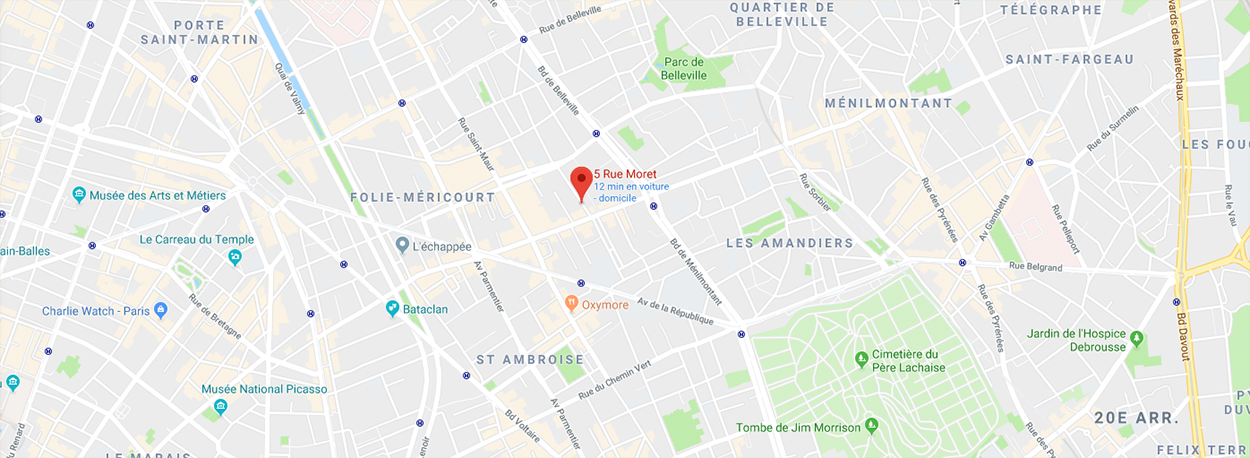 PORTE
SAINT-MARTIN
Quai de Valmy
Rue de Belleville
QUARTIER DE
BELLEVILLE
TÉLÉGRAPHE
vards des Maréchaux
SAINT-FARGEAU
Parc de
Belleville
Bd de Belleville
MÉNILMONTANT
Rue du Surmelin
Rue Saint-Maur
LES FOUG
5 Rue Moret
12 min en voiture
- domicile
Musée des Arts et Métiers
FOLIE-MÉRICOURT
Rue Sorbier
Rue des Pyrénées
Av Gambetta
Rue Pelleport
Rue le Vau
Le Carreau du Temple
ain-Balles
L'échappée
LES AMANDIERS
Bd de Ménilmontant
Rue Belgrand
Av Parmentier
Rue de Bretagne
Charlie Watch - Paris
Bataclan
Oxymore
Av de la République
Rue des Pyrénées
Bd Davout
Jardin de l'Hospice
Debrousse
ST AMBROISE
Cimetière du
Père Lachaise
Rue du Chemin Vert
Musée National Picasso
Av Parmentier
Bd Voltaire
Tombe de Jim Morrison
20E ARR.
PY
DUV
Rue des Py
du Renard
enoir
LE MARAIS
FELIX TERR